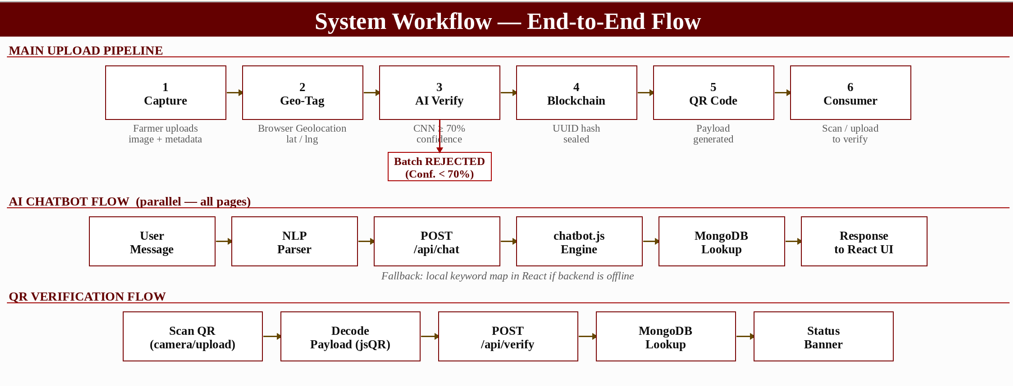 System Workflow — End-to-End Flow
MAIN UPLOAD PIPELINE
1
Capture
2
Geo-Tag
3
AI Verify
4
Blockchain
5
QR Code
6
Consumer
Farmer uploads
image + metadata
Browser Geolocation
lat / lng
CNN ≥ 70%
confidence
UUID hash
sealed
Payload
generated
Scan / upload
to verify
Batch REJECTED
(Conf. < 70%)
AI CHATBOT FLOW (parallel — all pages)
User
Message
NLP
Parser
POST
/api/chat
chatbot.js
Engine
MongoDB
Lookup
Response
to React UI
Fallback: local keyword map in React if backend is offline
QR VERIFICATION FLOW
Scan QR
(camera/upload)
Decode
Payload (jsQR)
POST
/api/verify
MongoDB
Lookup
Status
Banner